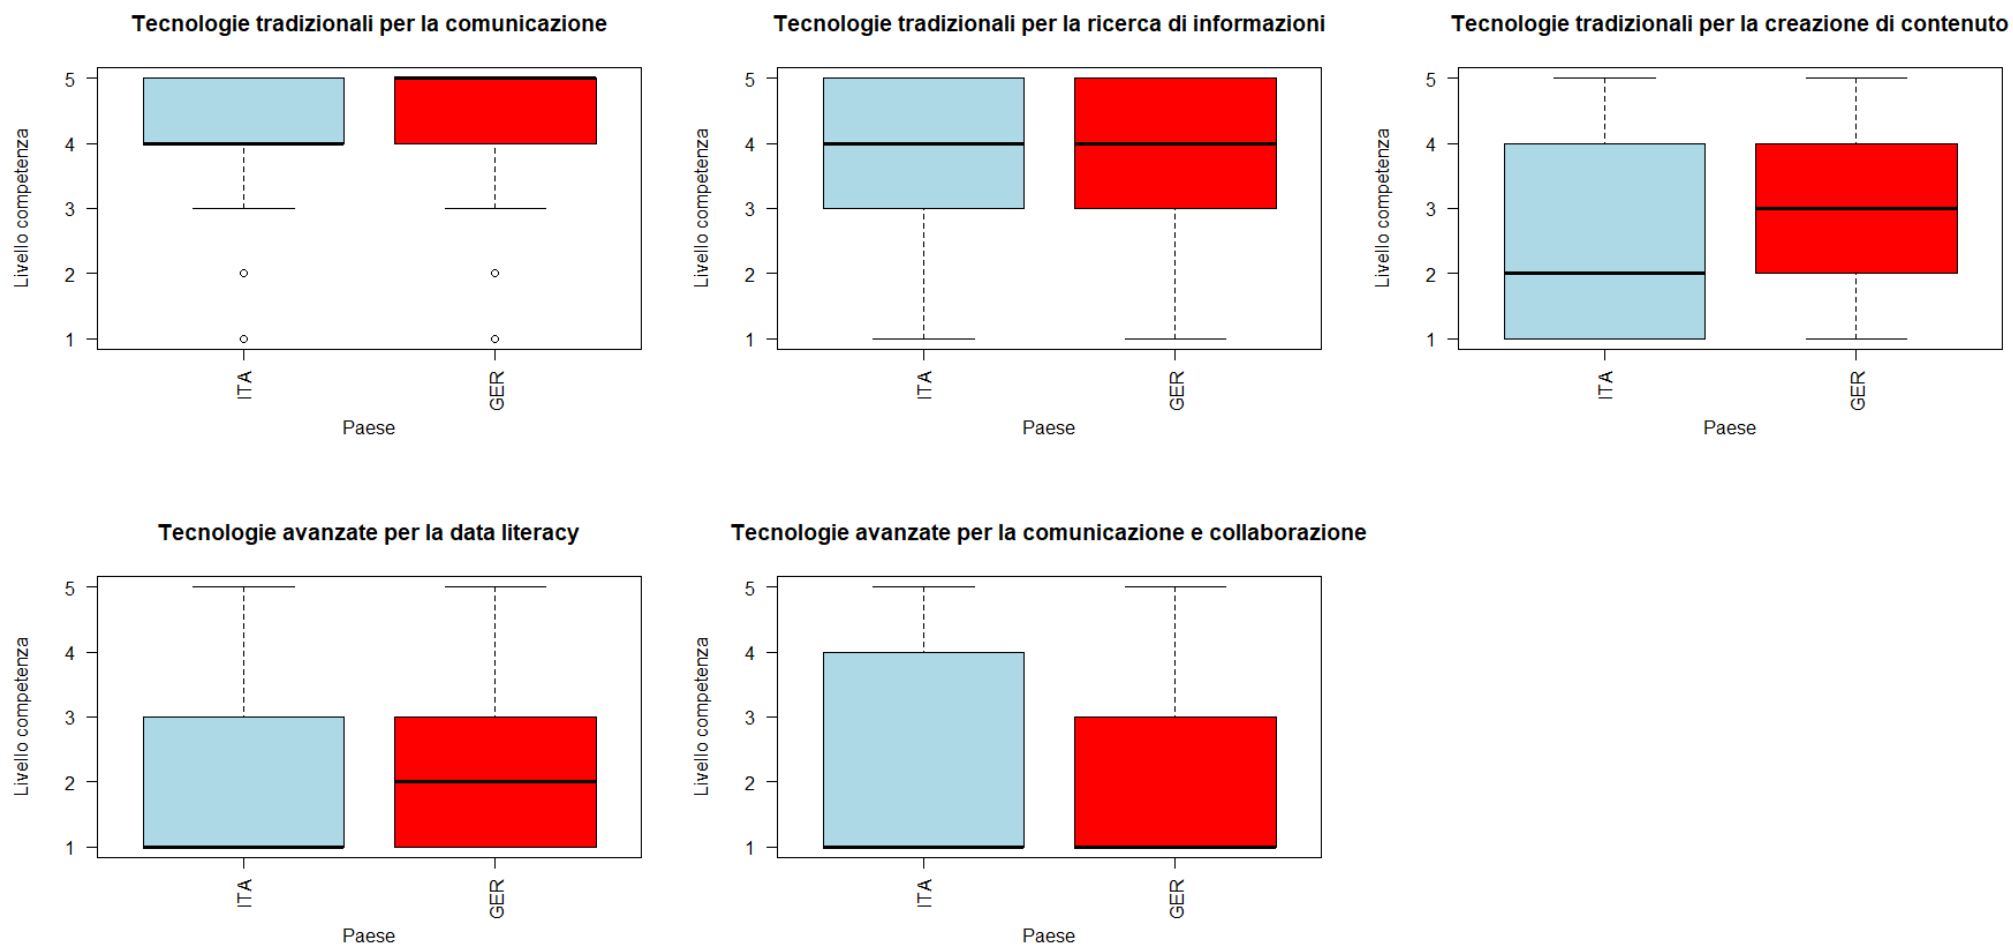 Tecnologie tradizionali per la comunicazione
Livello competenza
5
4
3
2
1
ITA
GER
Paese
Tecnologie tradizionali per la ricerca di informazioni
Livello competenza
5
4
3
2
1
ITA
GER
Paese
Tecnologie tradizionali per la creazione di contenuto
Livello competenza
5
4
3
2
1
ITA
GER
Paese
Tecnologie avanzate per la data literacy
Livello competenza
5
4
3
2
1
ITA
GER
Paese
Tecnologie avanzate per la comunicazione e collaborazione
Livello competenza
5
4
3
2
1
ITA
GER
Paese